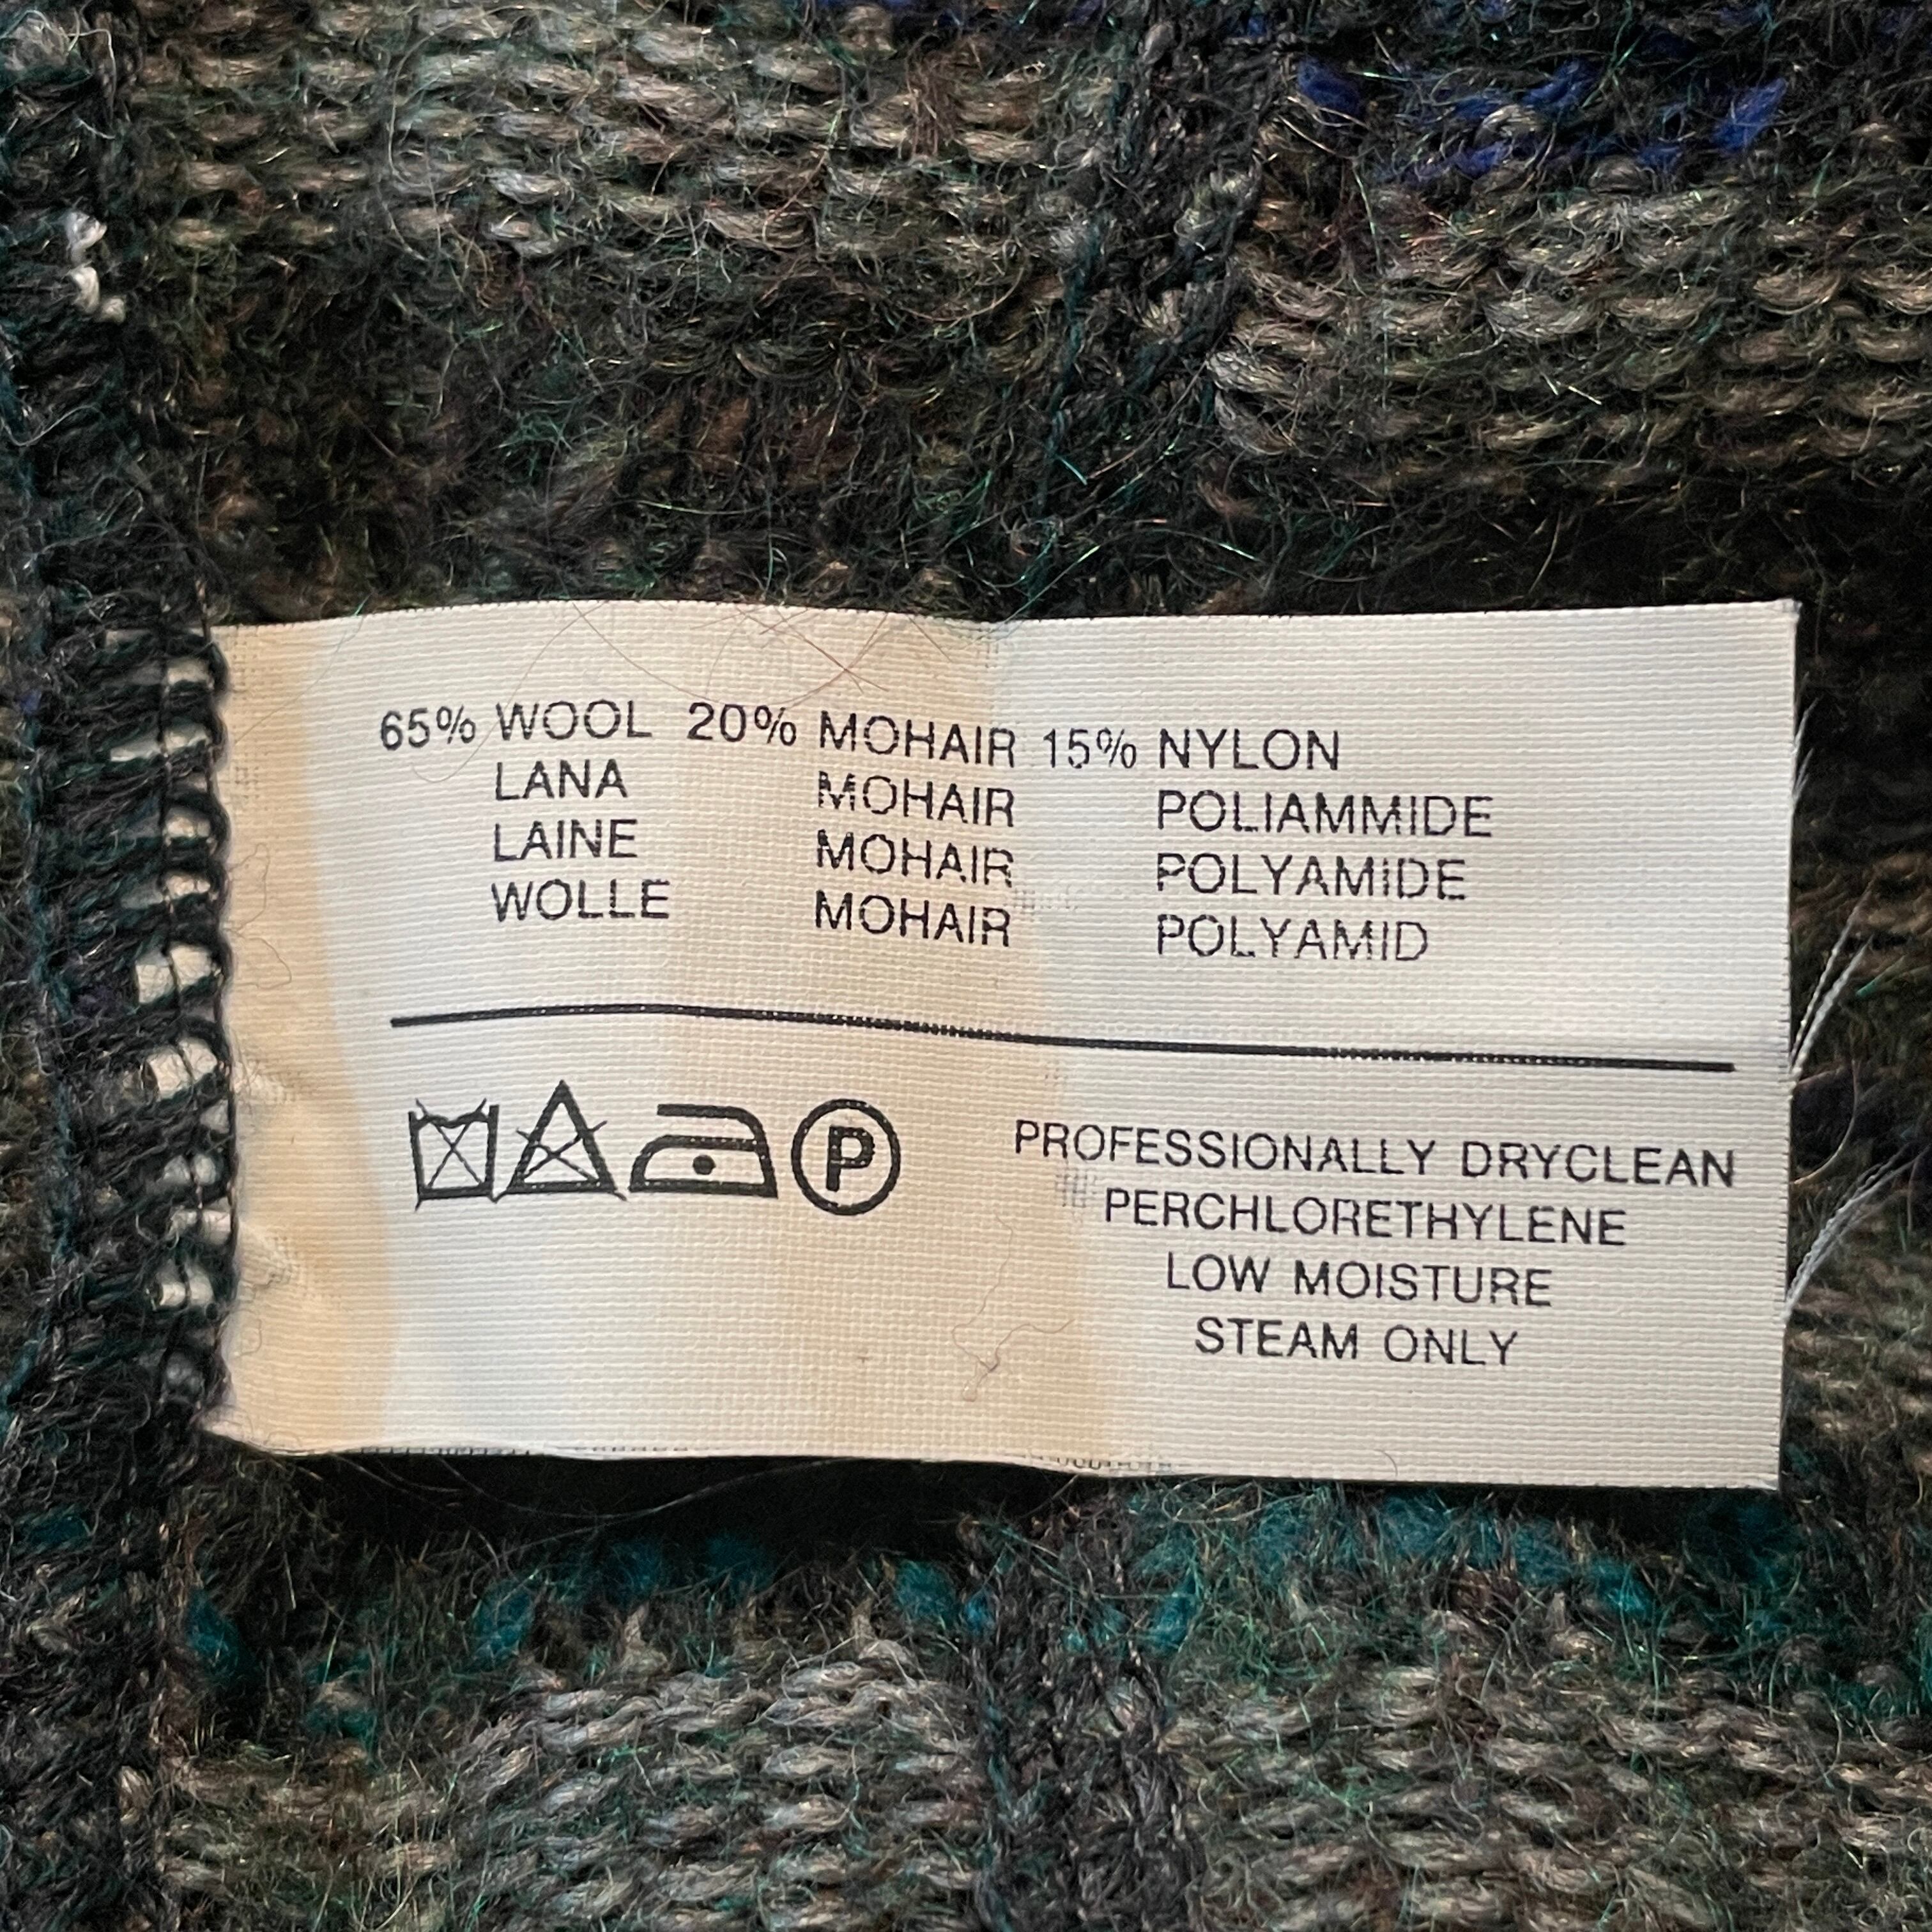 65% WOOL 20% MOHAIR 15% NYLON
LANA MOHAIR POLIAMMIDE
LAINE MOHAIR POLYAMIDE
WOLLE MOHAIR POLYAMID
P
PROFESSIONALLY DRYCLEAN
PERCHLORETHYLENE
LOW MOISTURE
STEAM ONLY